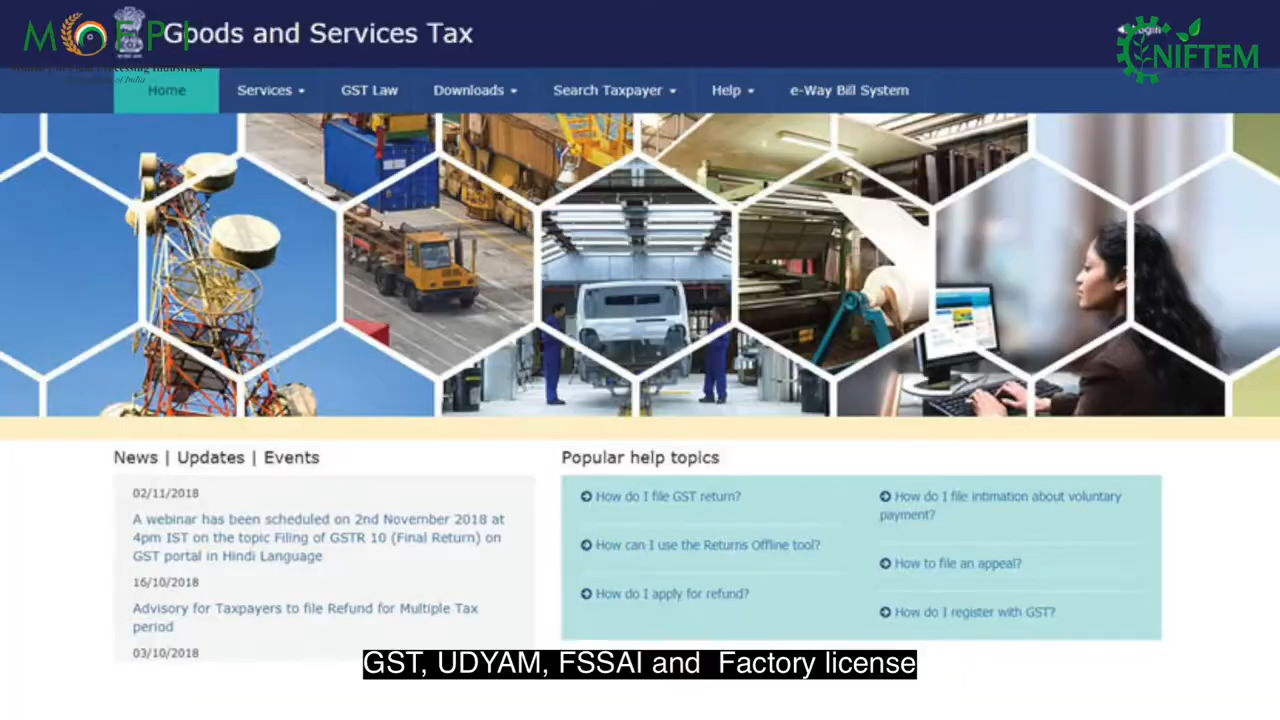 MOFPI
Goods and Services Tax
Login
NIFTEM
Home
Services
GST Law
Downloads
Search Taxpayer
Help
e-Way Bill System
News | Updates | Events
02/11/2018
A webinar has been scheduled on 2nd November 2018 at
4pm IST on the topic Filing of GSTR 10 (Final Return) on
GST portal in Hindi Language
16/10/2018
Advisory for Taxpayers to file Refund for Multiple Tax
period
03/10/2018
Popular help topics
How do I file GST return?
How can I use the Returns Offline tool?
How do I apply for refund?
How do I file intimation about voluntary
payment?
How to file an appeal?
How do I register with GST?
GST, UDYAM, FSSAI and Factory license